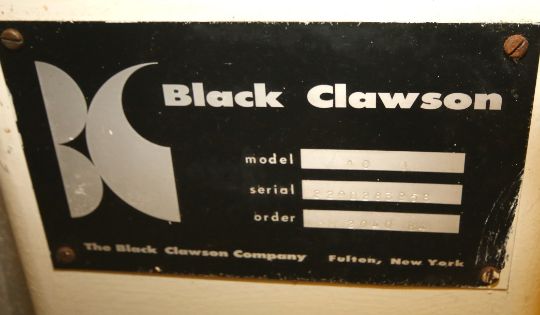 Black Clawson
model
serial
order
The Black Clawson Company Fulton, New York